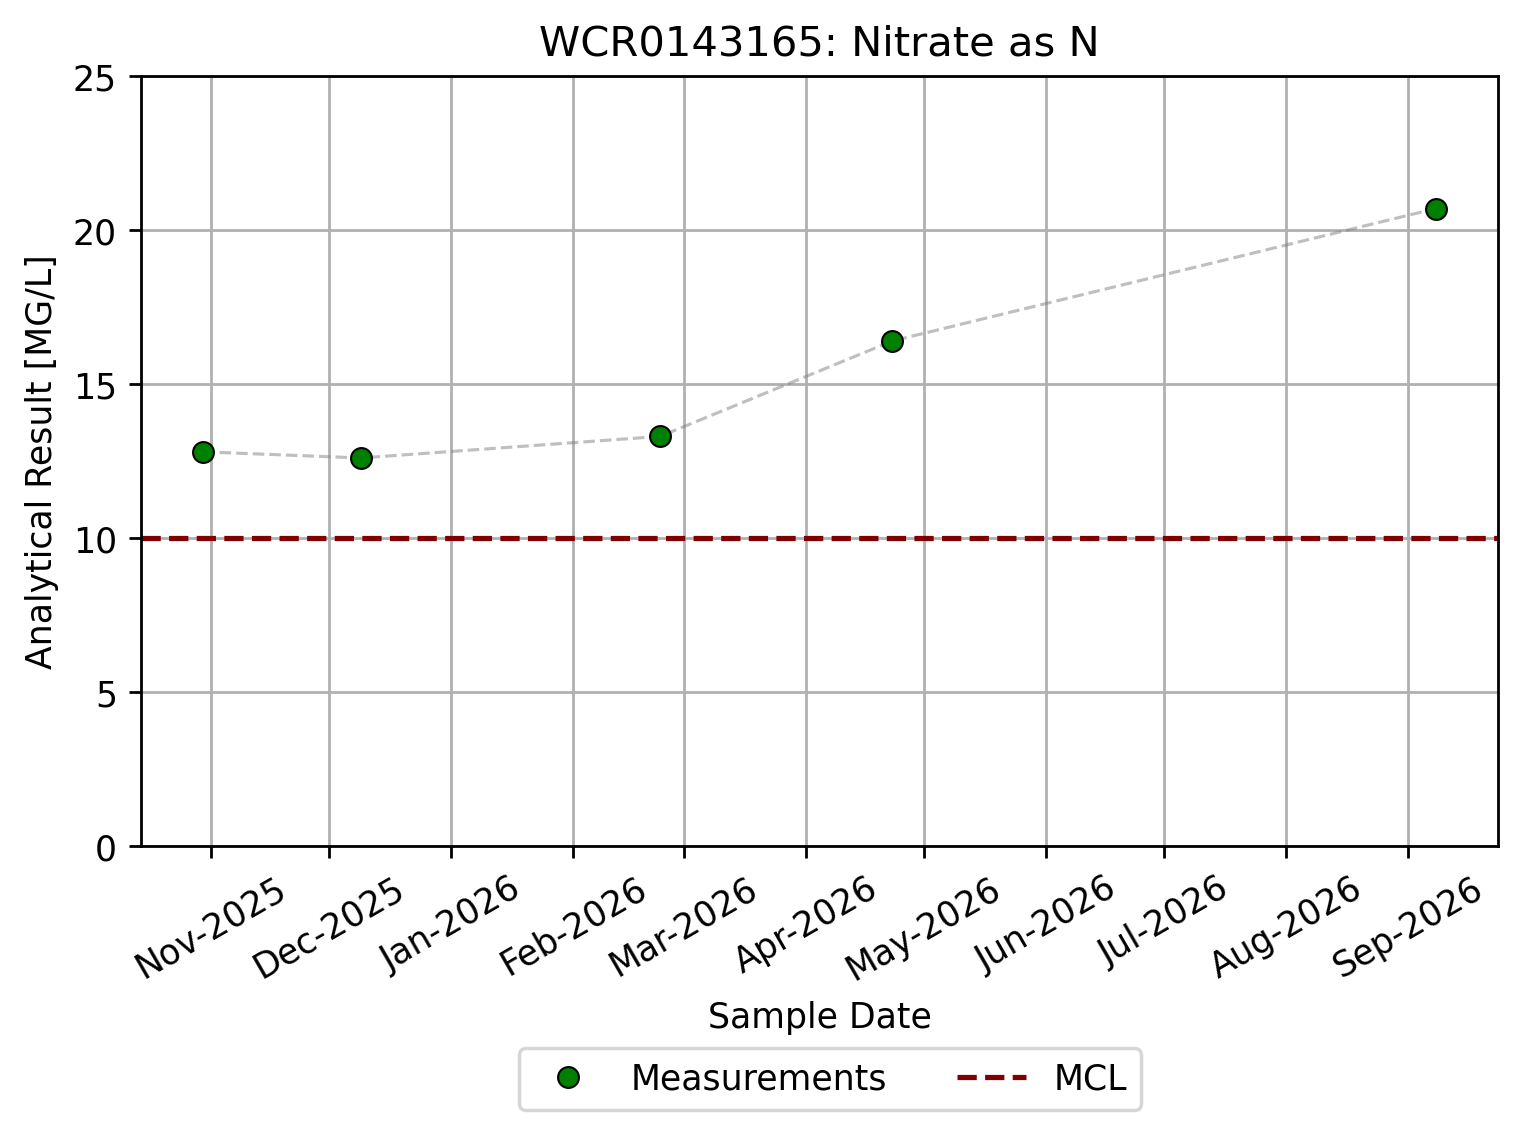 WCR0143165: Nitrate as N
Analytical Result [MG/L]
25
20
15
10
5
0
Nov-2025
Dec-2025
Jan-2026
Feb-2026
Mar-2026
Apr-2026
May-2026
Jun-2026
Jul-2026
Aug-2026
Sep-2026
Sample Date
Measurements
MCL